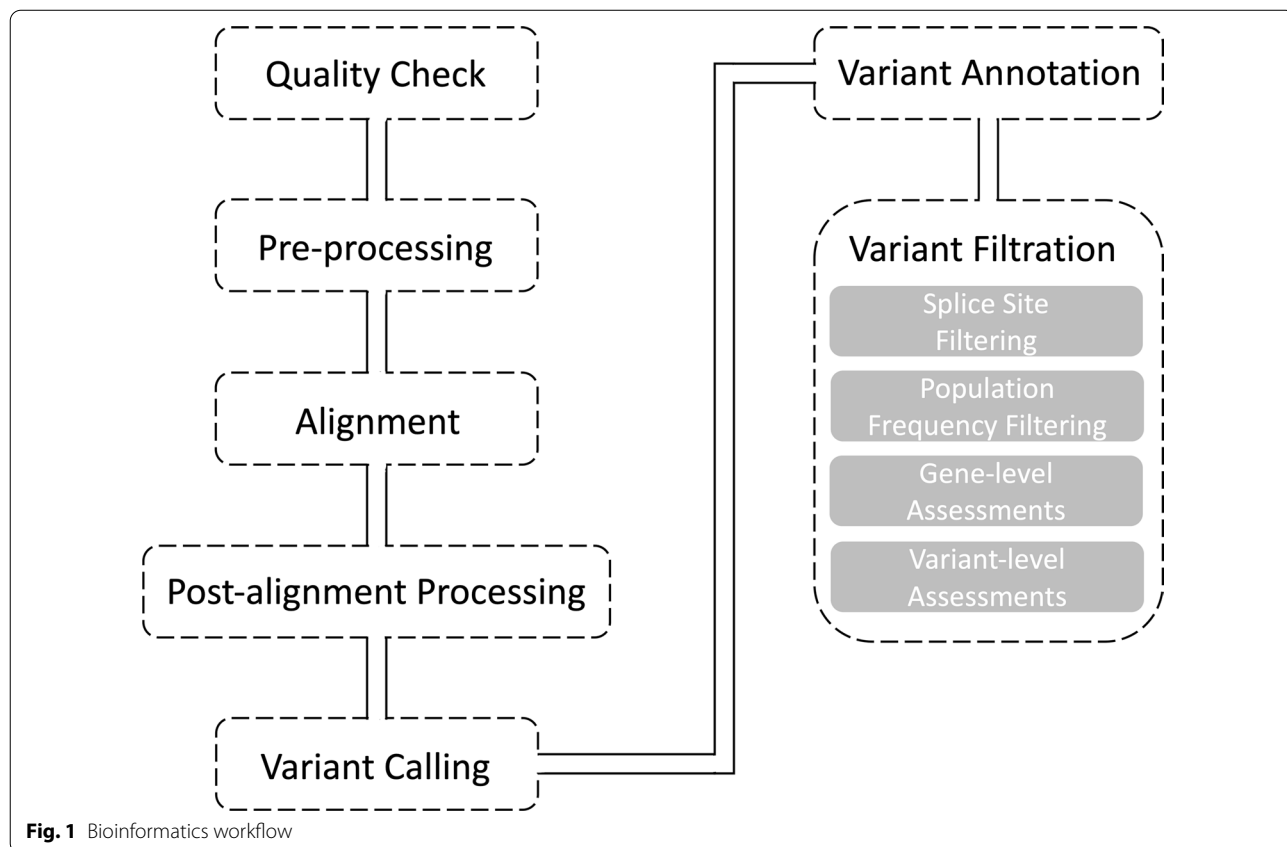 Quality Check
Pre-processing
Alignment
Post-alignment Processing
Variant Calling
Variant Annotation
Variant Filtration
Splice Site
Filtering
Population
Frequency Filtering
Gene-level
Assessments
Variant-level
Assessments
Fig. 1 Bioinformatics workflow